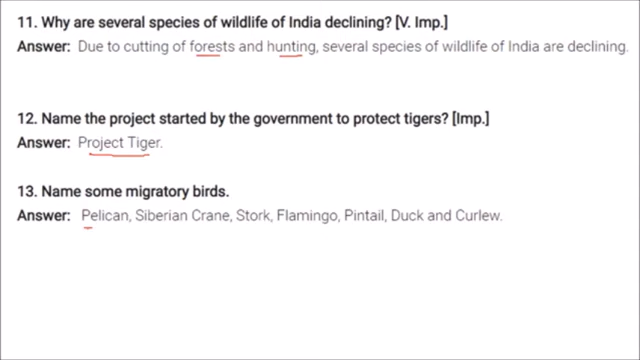 11. Why are several species of wildlife of India declining? [V. Imp.]
Answer: Due to cutting of forests and hunting, several species of wildlife of India are declining.
12. Name the project started by the government to protect tigers? [Imp.]
Answer: Project Tiger.
13. Name some migratory birds.
Answer: Pelican, Siberian Crane, Stork, Flamingo, Pintail, Duck and Curlew.